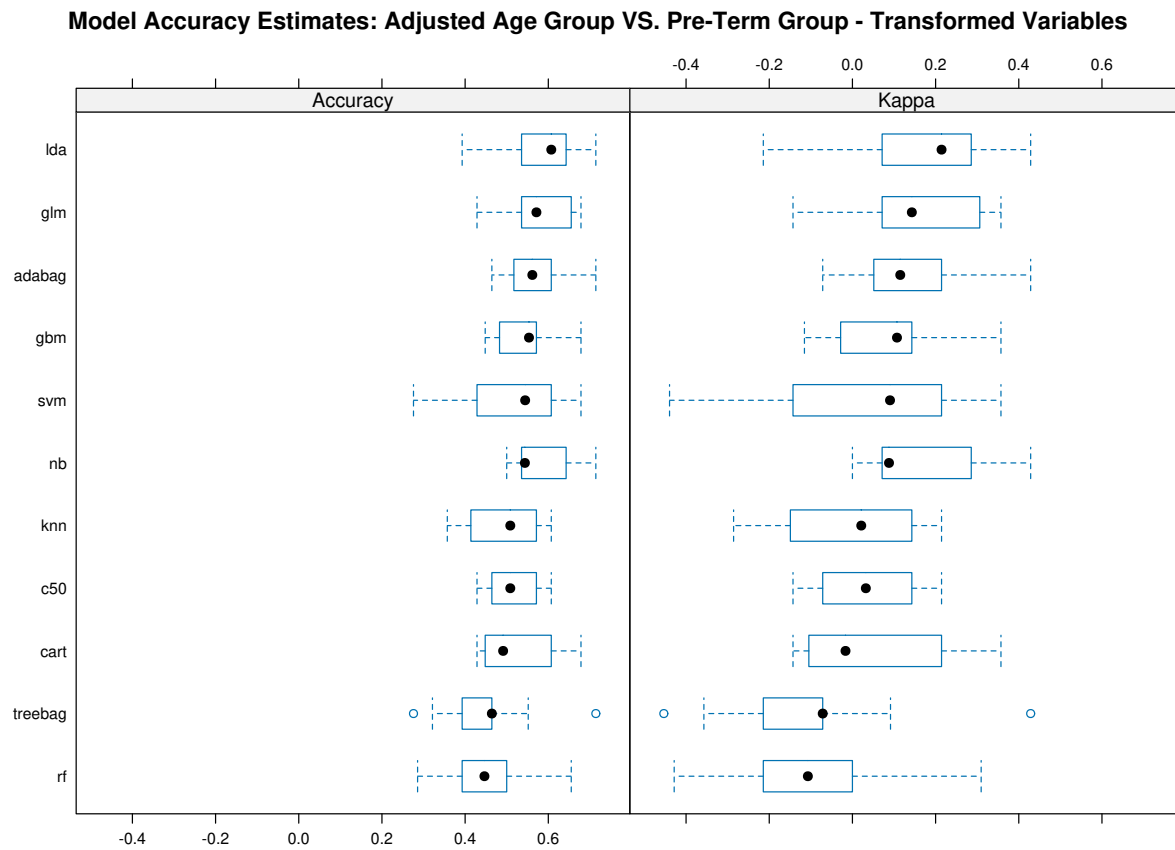 Model Accuracy Estimates: Adjusted Age Group VS. Pre-Term Group - Transformed Variables
-0.4 -0.2 0.0 0.2 0.4 0.6
Accuracy Kappa
lda
glm
adabag
gbm
svm
nb
knn
c50
cart
treebag
rf
-0.4 -0.2 0.0 0.2 0.4 0.6